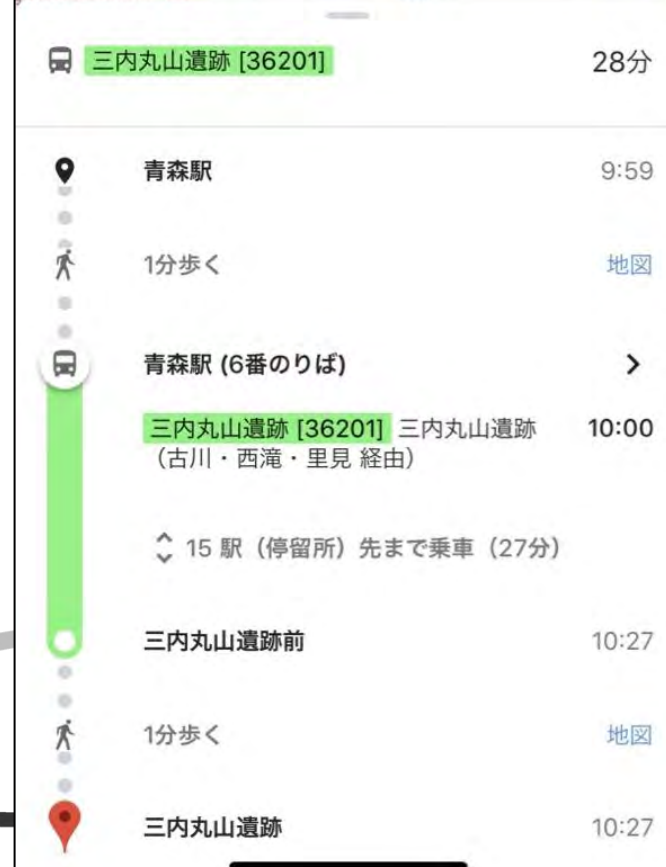 三内丸山遺跡 [36201] 28分
青森駅 9:59
1分歩く 地図
青森駅 (6番のりば)
三内丸山遺跡 [36201] 三内丸山遺跡 10:00
（古川・西滝・里見 経由）
15 駅（停留所）先まで乗車（27分）
三内丸山遺跡前 10:27
1分歩く 地図
三内丸山遺跡 10:27